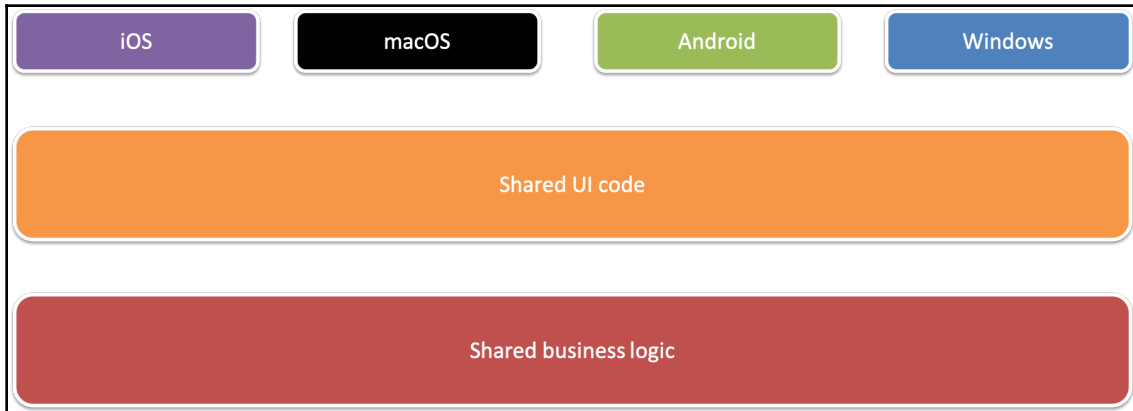 iOS
macOS
Android
Windows
Shared UI code
Shared business logic